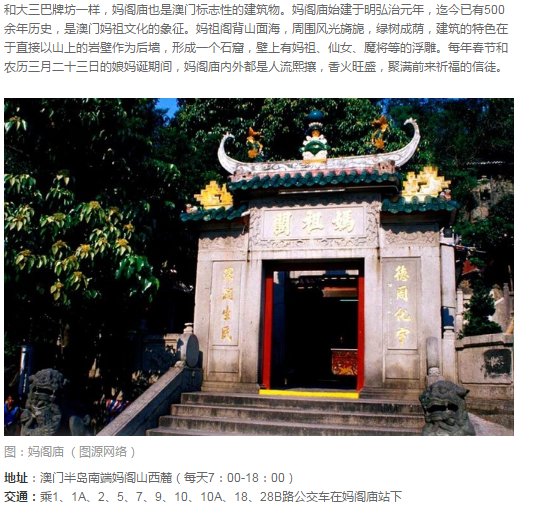 和大三巴牌坊一样，妈阁庙也是澳门标志性的建筑物。妈阁庙始建于明弘治元年，迄今已有500
余年历史，是澳门妈祖文化的象征。妈祖阁背山面海，周围风光旖旎，绿树成荫，建筑的特色在
于直接以山上的岩壁作为后墙，形成一个石窟，壁上有妈祖、仙女、魔将等的浮雕。每年春节和
农历三月二十三日的娘妈诞期间，妈阁庙内外都是人流熙攘，香火旺盛，聚满前来祈福的信徒。
媽祖閣
德周化宇
澤潤生民
图：妈阁庙（图源网络）
地址：澳门半岛南端妈阁山西麓（每天7：00-18：00）
交通：乘1、1A、2、5、7、9、10、10A、18、28B路公交车在妈阁庙站下